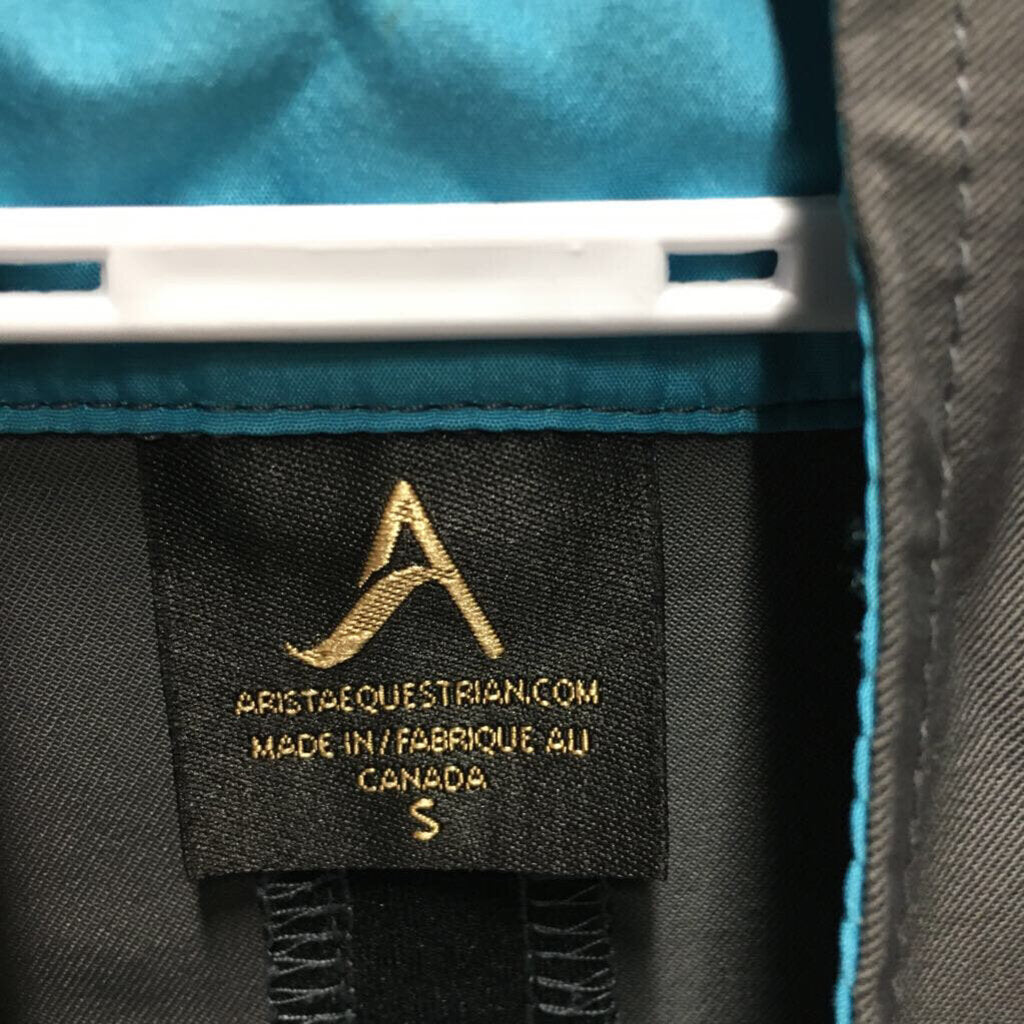 ARISTAEQUESTRIAN.COM
MADE IN / FABRIQUE AU
CANADA
S